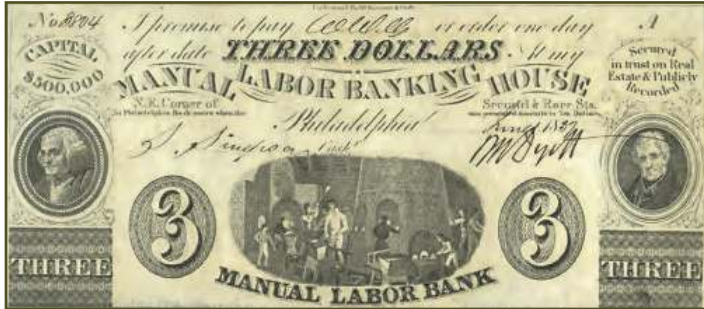 No 2804 I promise to pay or order one day A
after date THREE DOLLARS. At my
CAPITAL
$500,000
MANUAL LABOR BANKING HOUSE
Secured
in trust on Real
Estate & Publicly
Recorded
N.E. Corner of Second & Race Sts.
Philadelphia 1837
3
3
THREE
THREE
MANUAL LABOR BANK